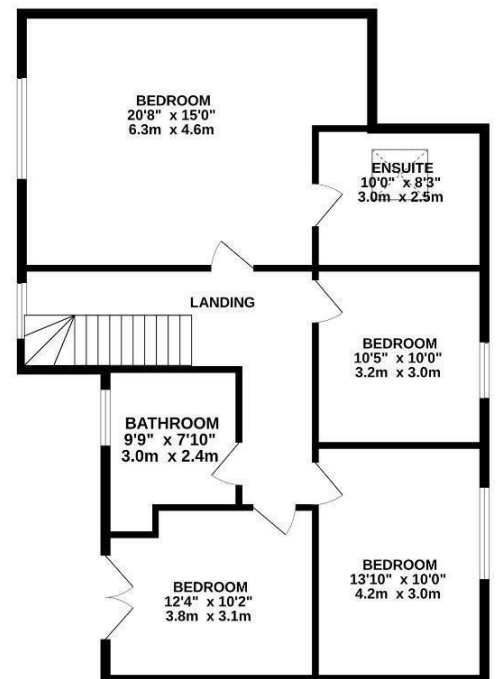 BEDROOM
20'8" x 15'0"
6.3m x 4.6m
ENSUITE
10'0" x 8'3"
3.0m x 2.5m
LANDING
BEDROOM
10'5" x 10'0"
3.2m x 3.0m
BATHROOM
9'9" x 7'10"
3.0m x 2.4m
BEDROOM
13'10" x 10'0"
4.2m x 3.0m
BEDROOM
12'4" x 10'2"
3.8m x 3.1m